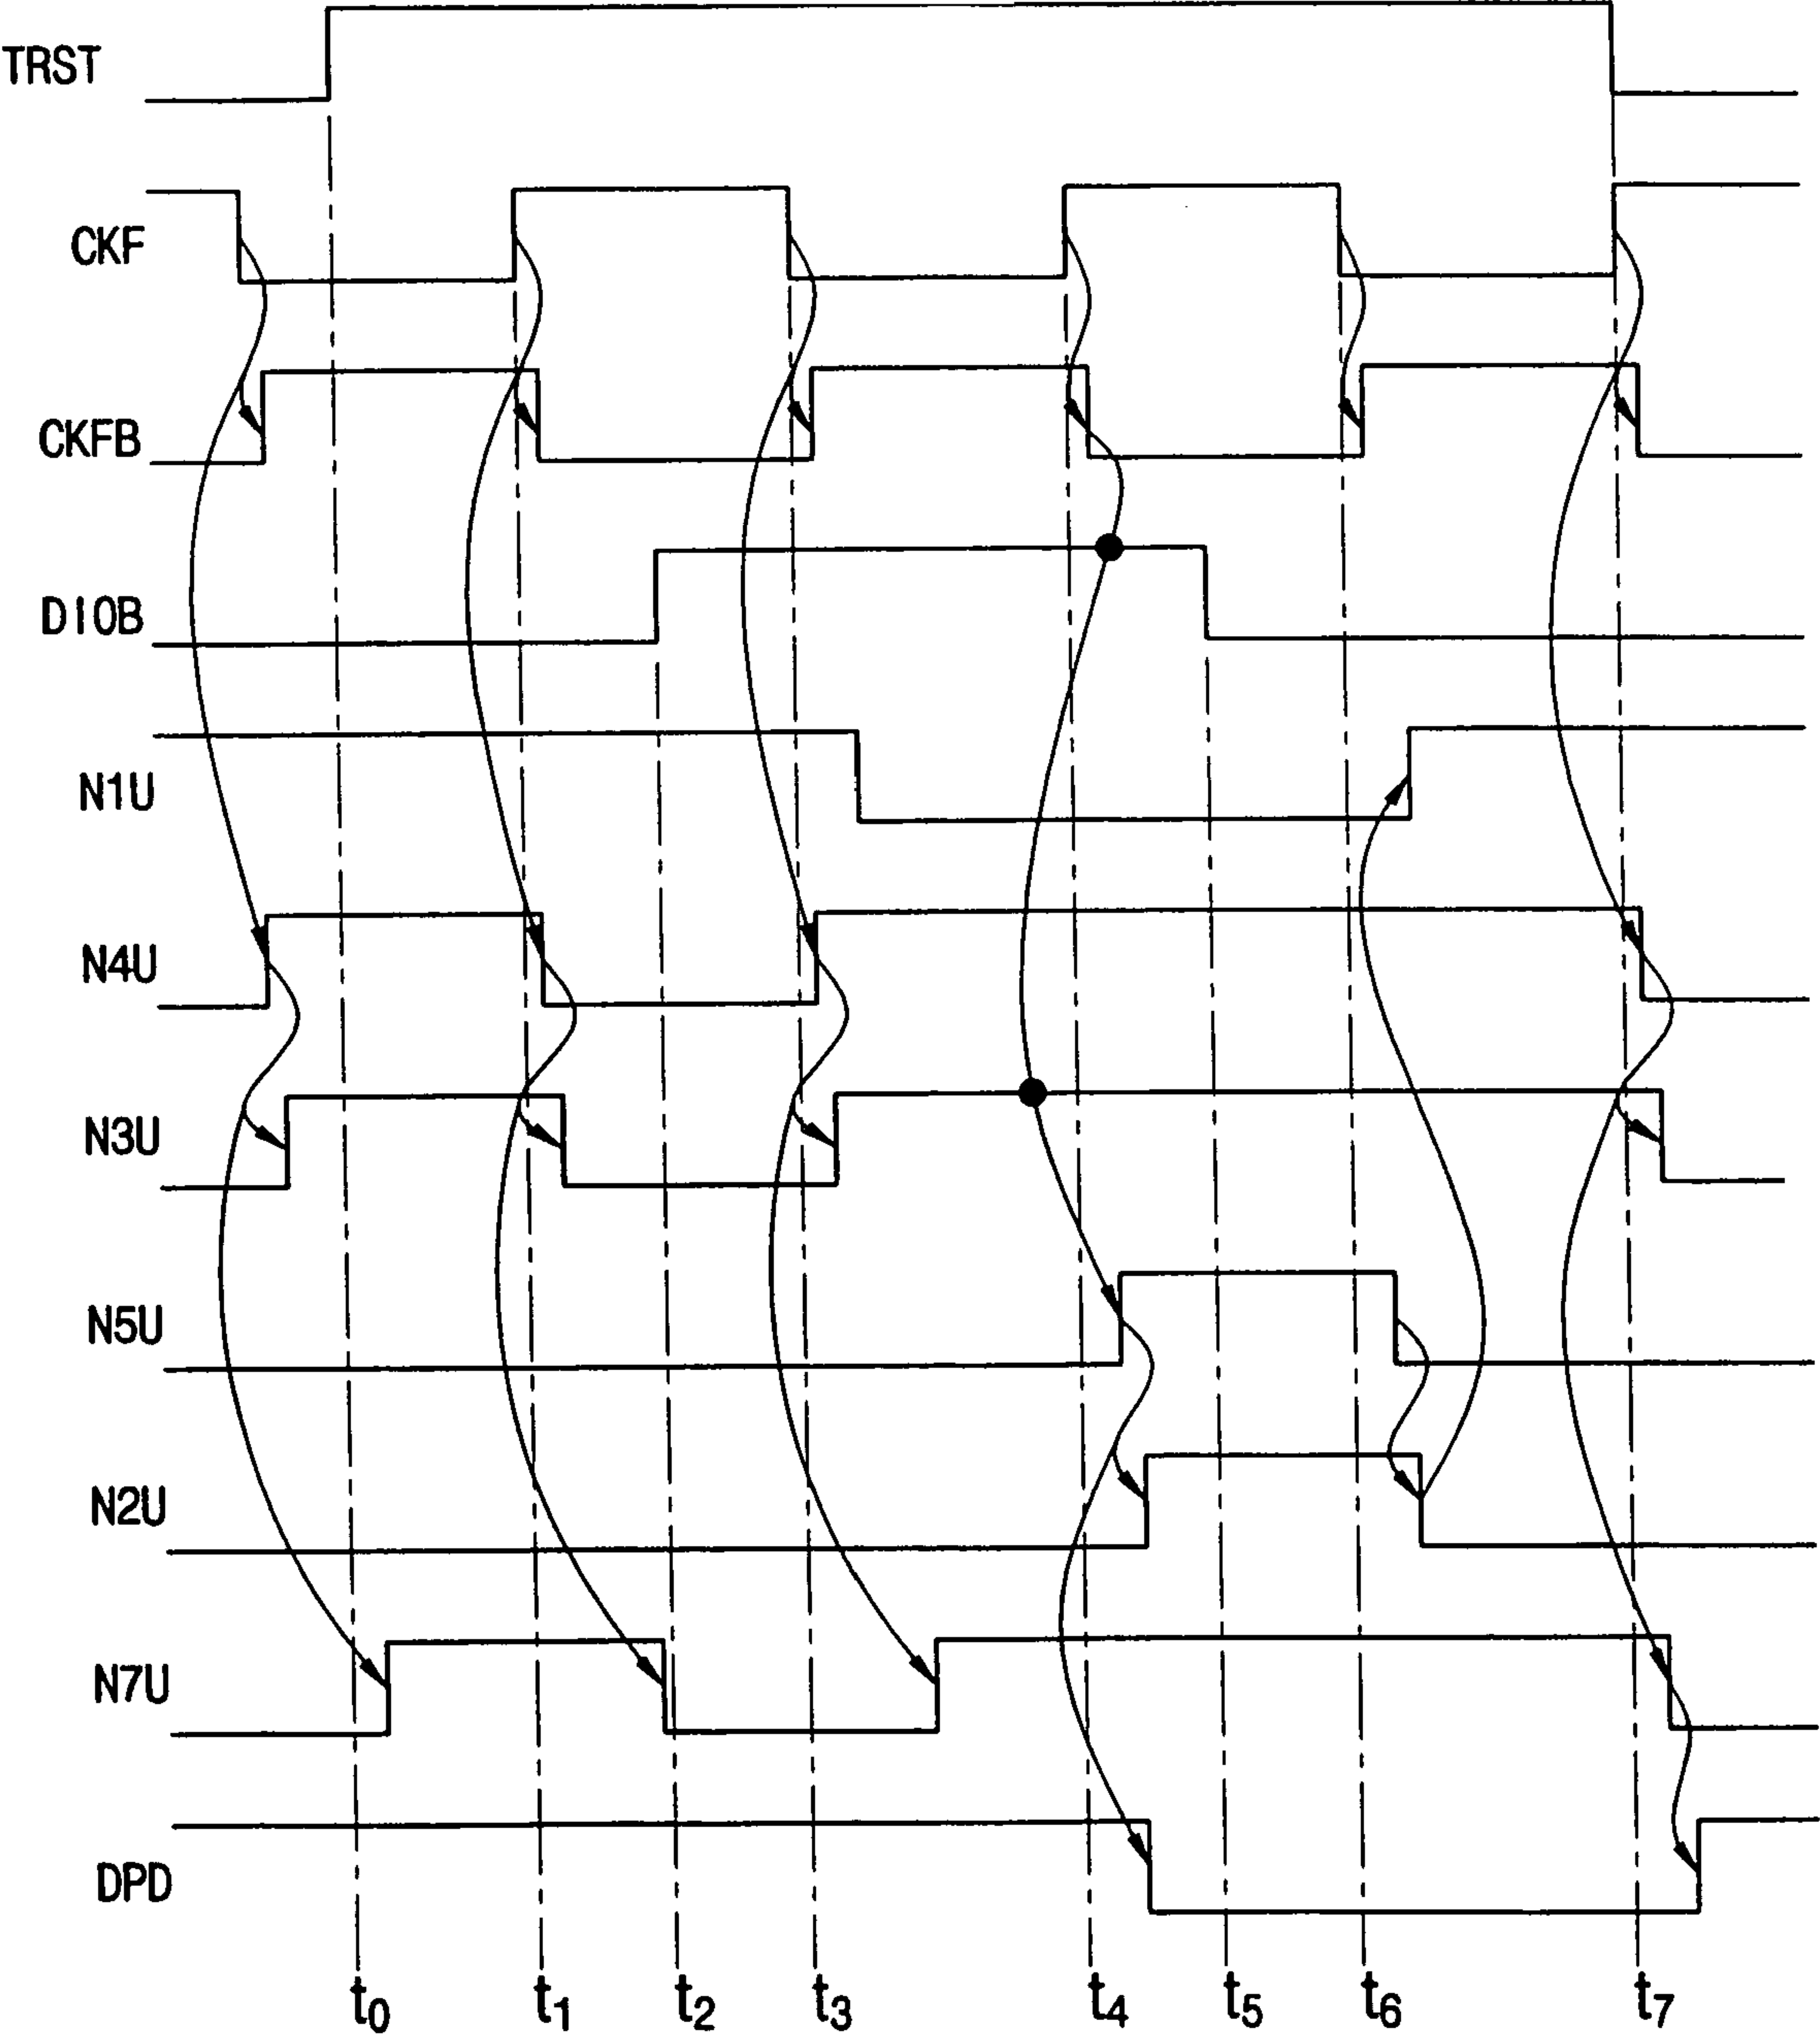 TRST
CKF
CKFB
DIOB
N1U
N4U
N3U
N5U
N2U
N7U
DPD
t0 t1 t2 t3 t4 t5 t6 t7